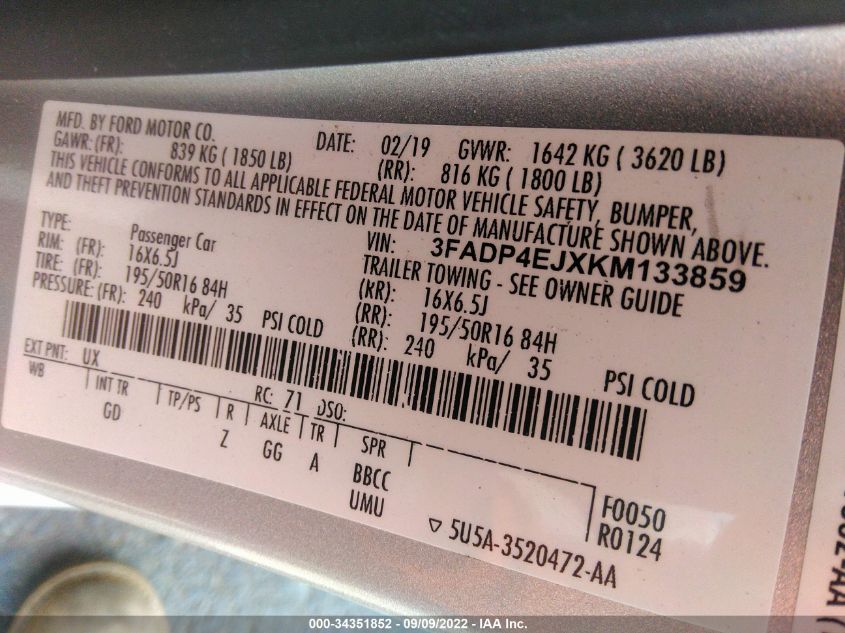 MFD. BY FORD MOTOR CO.
DATE: 02/19 GVWR: 1642 KG ( 3620 LB)
GAWR: (FR): 839 KG ( 1850 LB) (RR): 816 KG ( 1800 LB)
THIS VEHICLE CONFORMS TO ALL APPLICABLE FEDERAL MOTOR VEHICLE SAFETY, BUMPER,
AND THEFT PREVENTION STANDARDS IN EFFECT ON THE DATE OF MANUFACTURE SHOWN ABOVE.
VIN: 3FADP4EJXKM133859
TYPE: Passenger Car
TRAILER TOWING - SEE OWNER GUIDE
RIM: (FR): 16X6.5J (RR): 16X6.5J
TIRE: (FR): 195/50R16 84H (RR): 195/50R16 84H
PRESSURE: (FR): 240 kPa/ 35 PSI COLD (RR): 240 kPa/ 35 PSI COLD
EXT PNT: UX RC: 71 DSO:
WB INT TR TP/PS R AXLE TR SPR
GD Z GG A BBCC
UMU
F0050
R0124
▽ 5U5A-3520472-AA
000-34351852 - 09/09/2022 - IAA Inc.